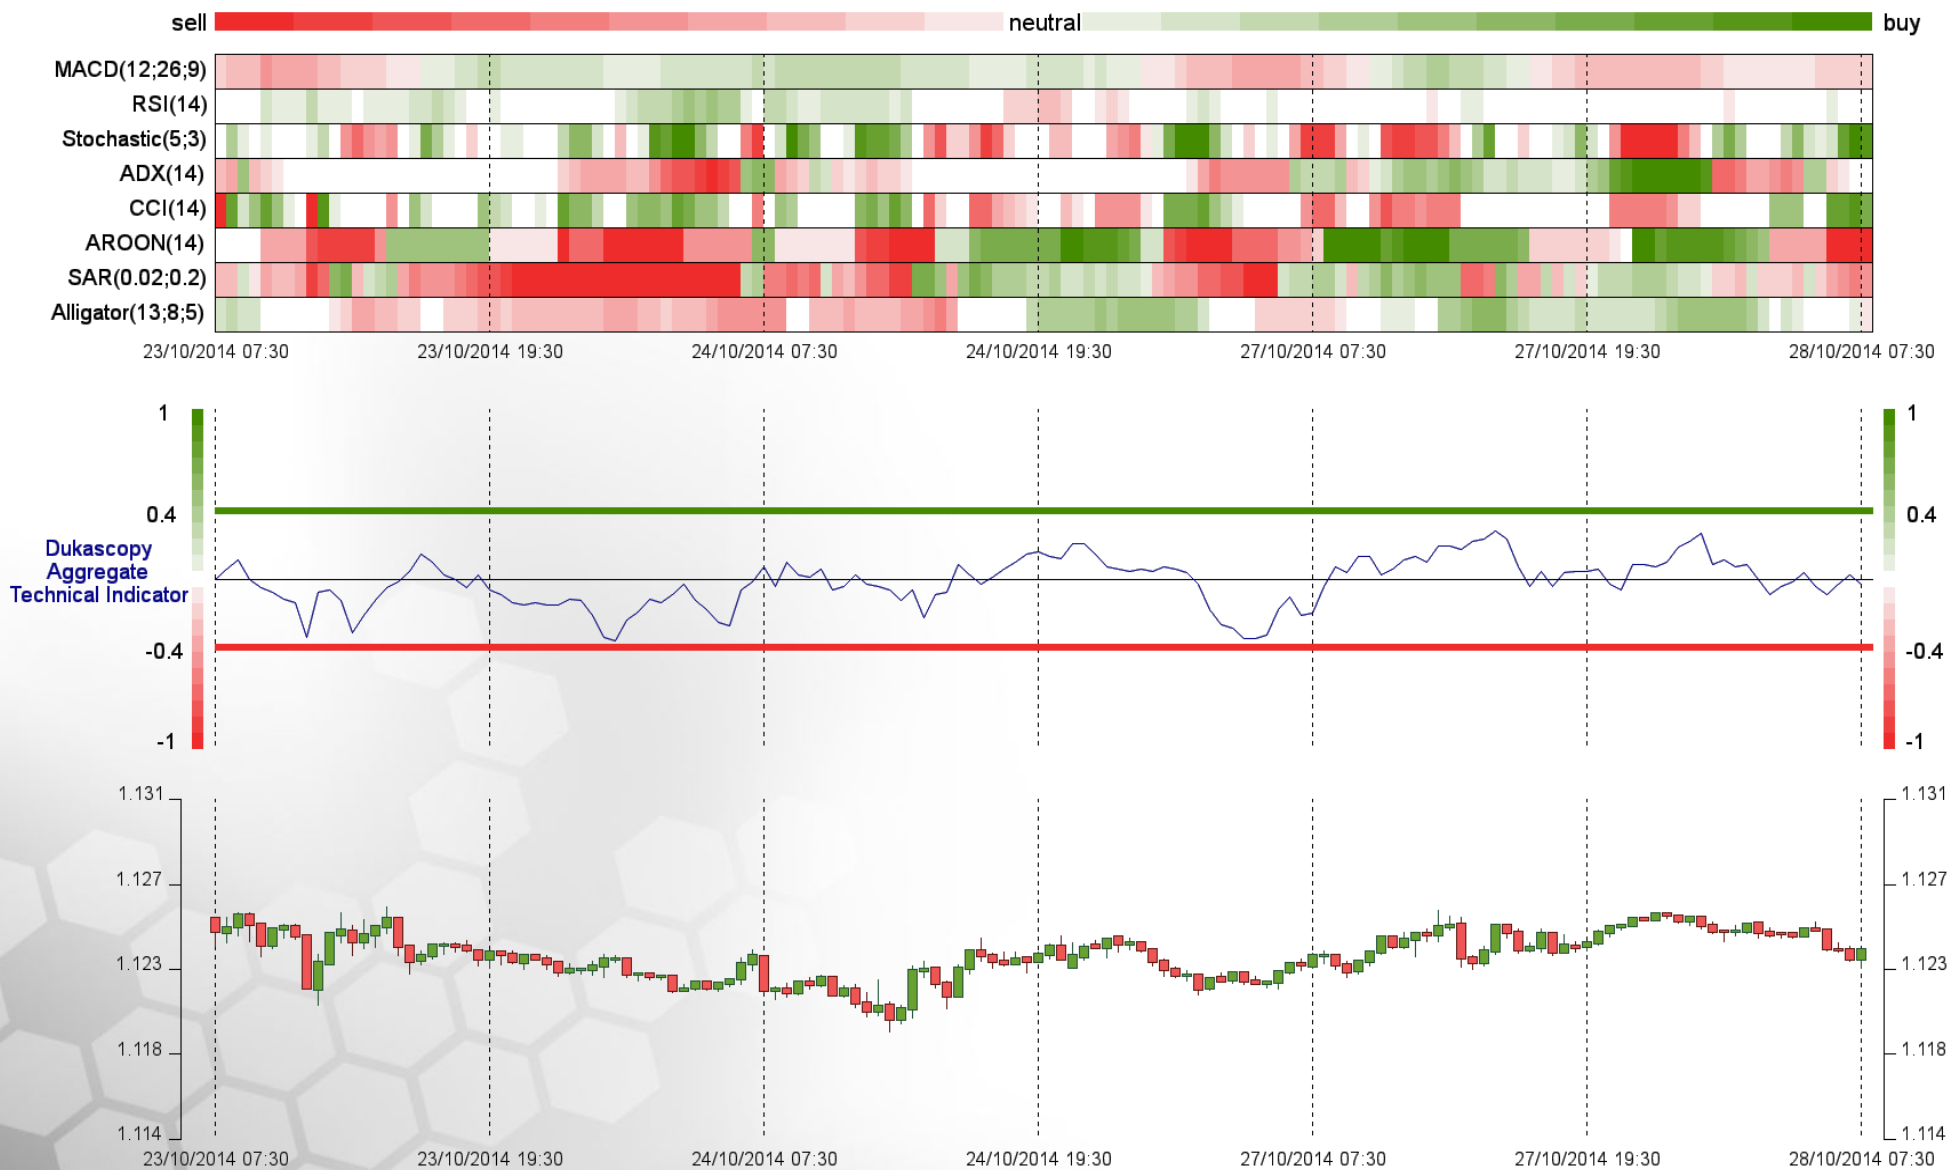 sell neutral buy
MACD(12;26;9)
RSI(14)
Stochastic(5;3)
ADX(14)
CCI(14)
AROON(14)
SAR(0.02;0.2)
Alligator(13;8;5)
23/10/2014 07:30 23/10/2014 19:30 24/10/2014 07:30 24/10/2014 19:30 27/10/2014 07:30 27/10/2014 19:30 28/10/2014 07:30
1 1
0.4 0.4
Dukascopy
Aggregate
Technical Indicator
-0.4 -0.4
-1 -1
1.131 1.131
1.127 1.127
1.123 1.123
1.118 1.118
1.114 1.114
23/10/2014 07:30 23/10/2014 19:30 24/10/2014 07:30 24/10/2014 19:30 27/10/2014 07:30 27/10/2014 19:30 28/10/2014 07:30